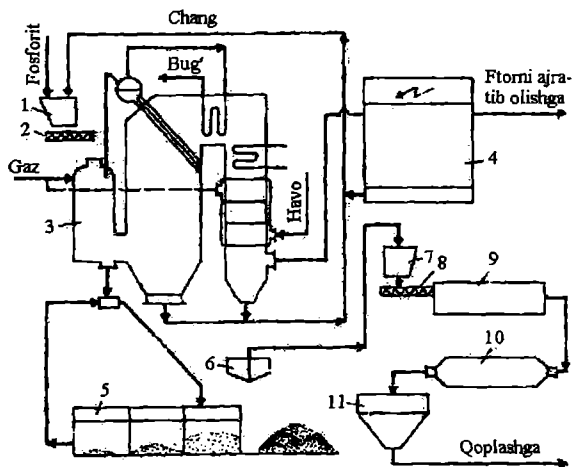 Chang
Fosforit
Bug'
Ftorni ajra-
tib olishga
1
2
Gaz
3
Havo
4
7
8
9
6
10
5
11
Qoplashga